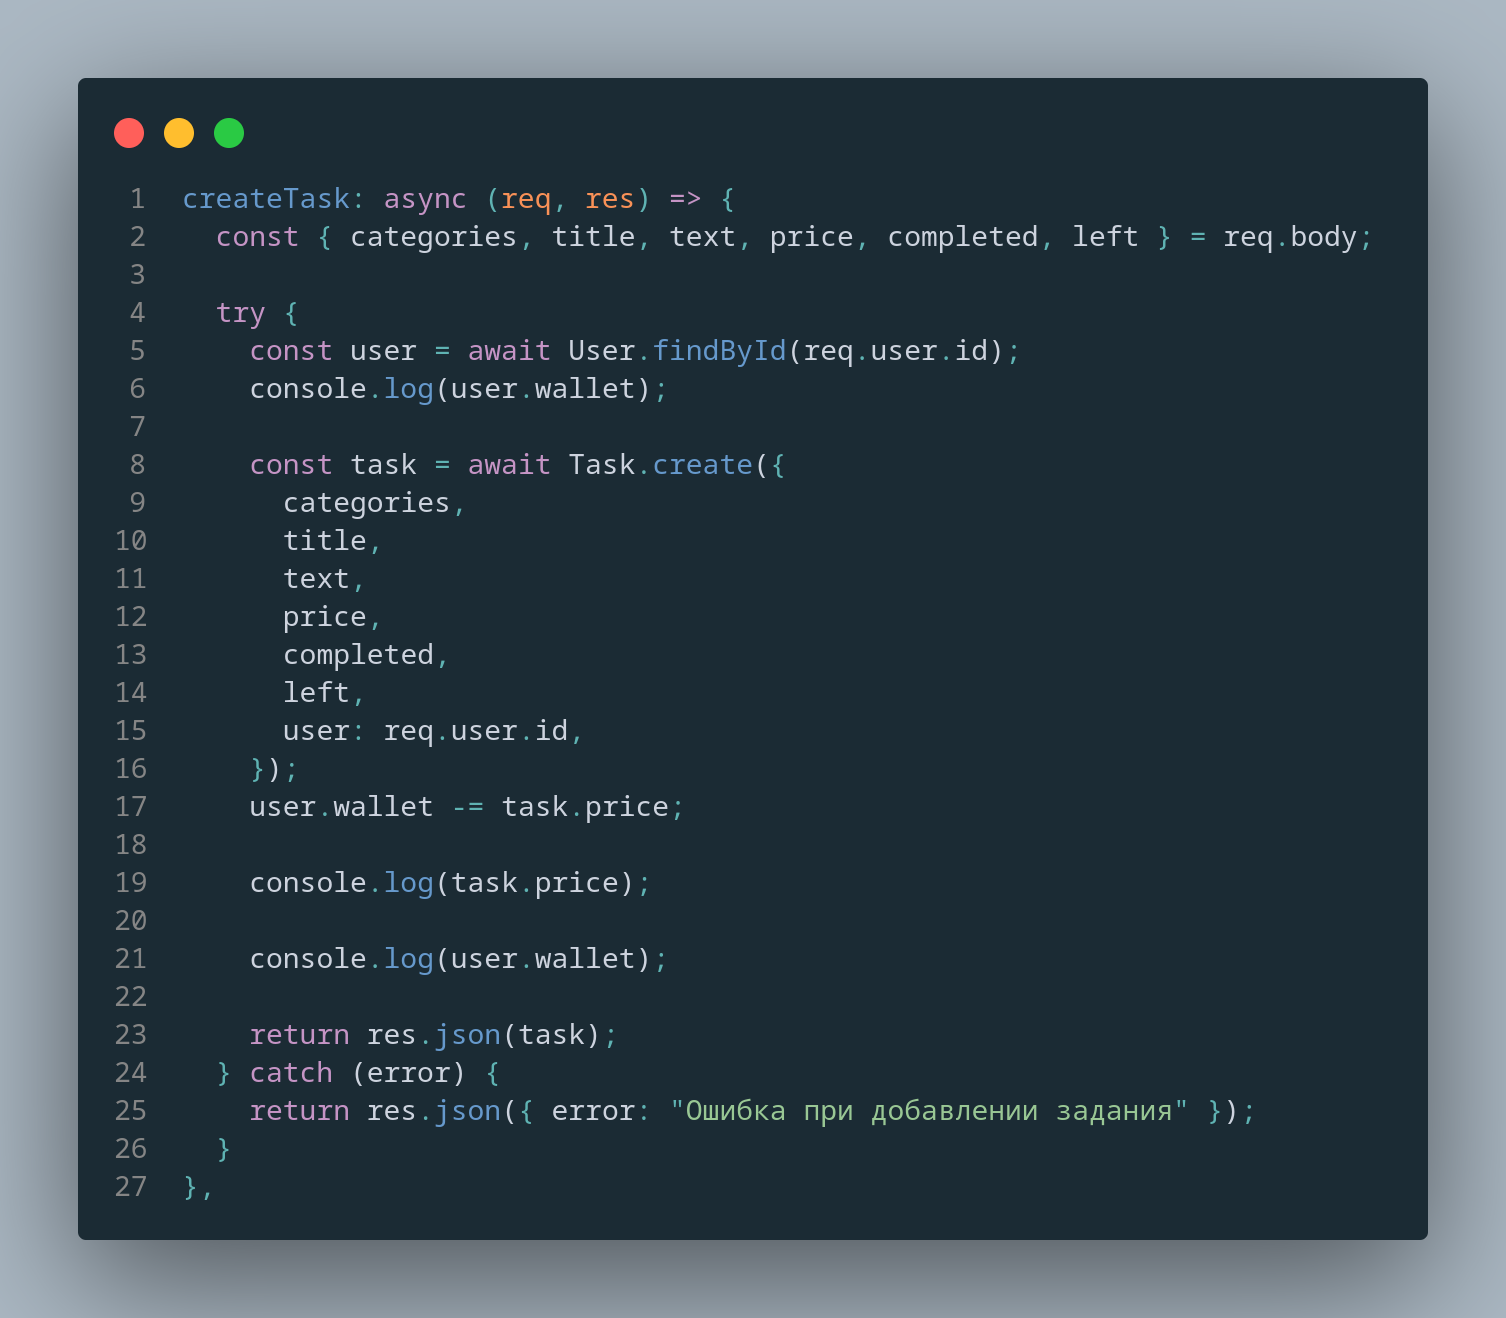 1 createTask: async (req, res) => {
2   const { categories, title, text, price, completed, left } = req.body;
3
4   try {
5     const user = await User.findById(req.user.id);
6     console.log(user.wallet);
7
8     const task = await Task.create({
9       categories,
10       title,
11       text,
12       price,
13       completed,
14       left,
15       user: req.user.id,
16     });
17     user.wallet -= task.price;
18
19     console.log(task.price);
20
21     console.log(user.wallet);
22
23     return res.json(task);
24   } catch (error) {
25     return res.json({ error: "Ошибка при добавлении задания" });
26   }
27 },